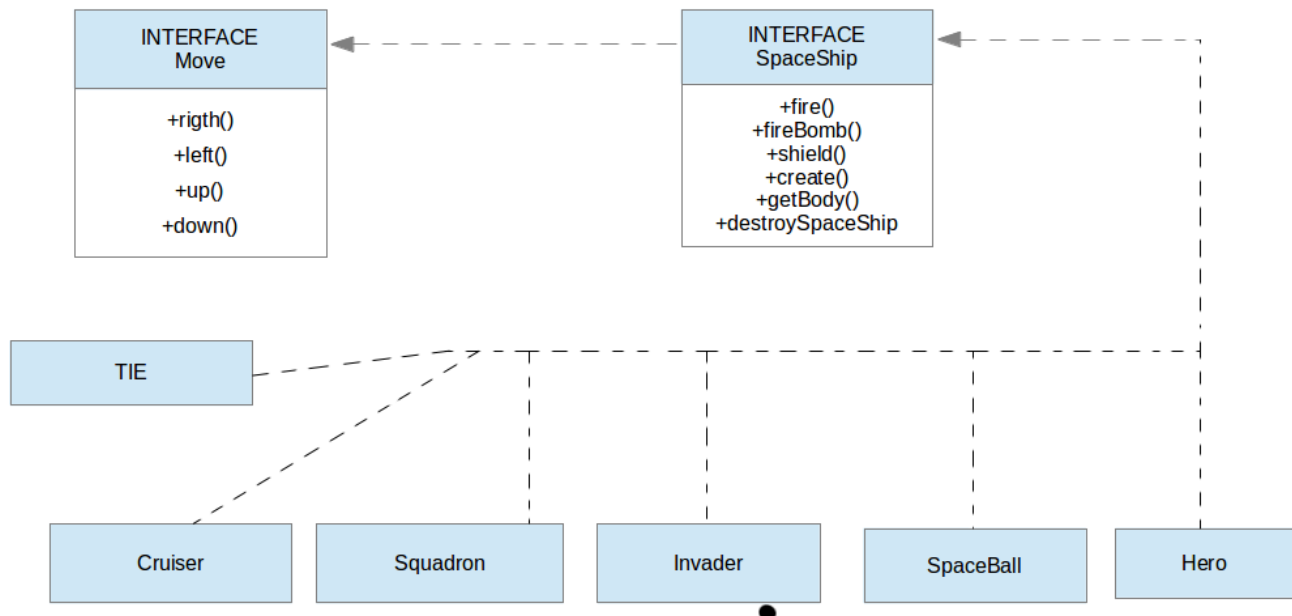 INTERFACE
Move
+rigth()
+left()
+up()
+down()
INTERFACE
SpaceShip
+fire()
+fireBomb()
+shield()
+create()
+getBody()
+destroySpaceShip
TIE
Cruiser
Squadron
Invader
SpaceBall
Hero